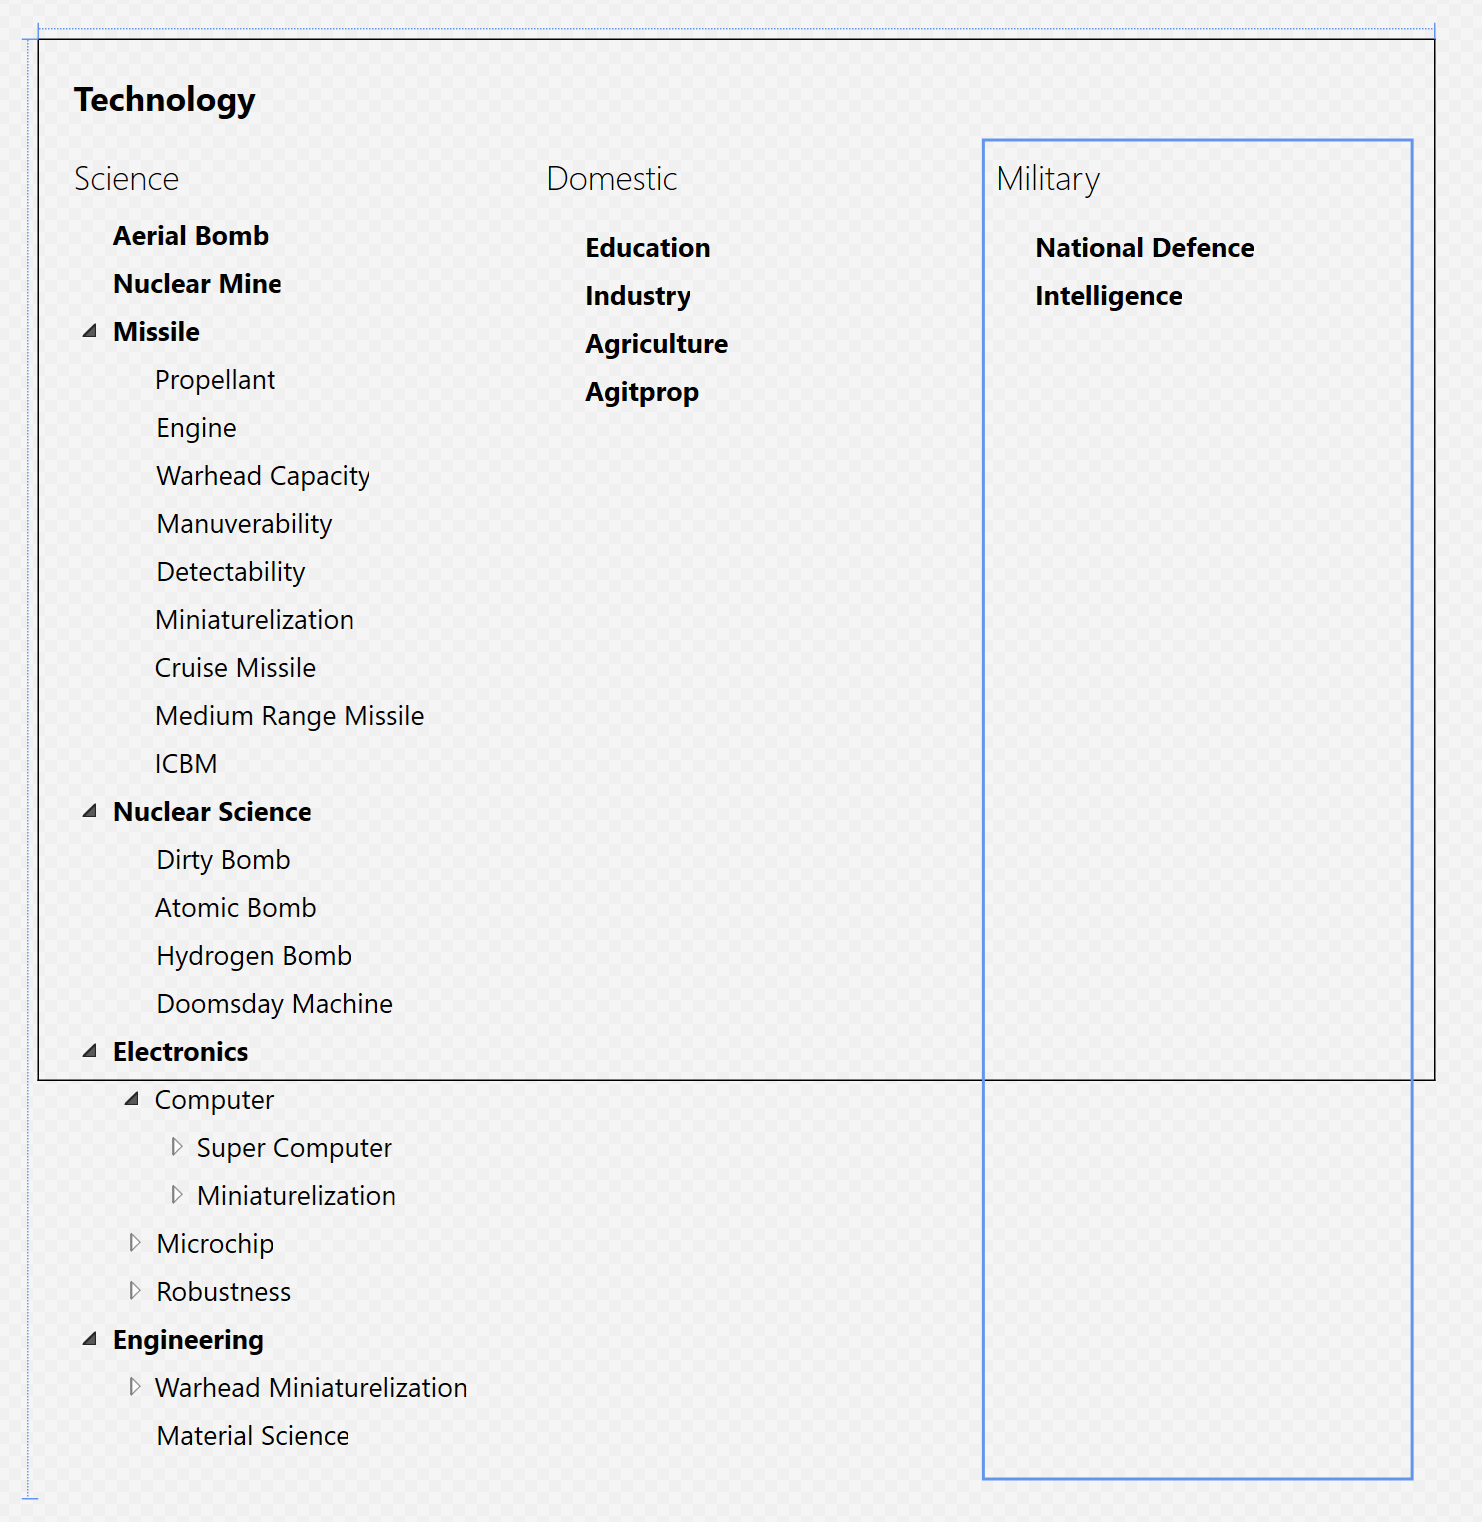 Technology
Science
Aerial Bomb
Nuclear Mine
Missile
Propellant
Engine
Warhead Capacity
Manuverability
Detectability
Miniaturelization
Cruise Missile
Medium Range Missile
ICBM
Nuclear Science
Dirty Bomb
Atomic Bomb
Hydrogen Bomb
Doomsday Machine
Electronics
Computer
Super Computer
Miniaturelization
Microchip
Robustness
Engineering
Warhead Miniaturelization
Material Science
Domestic
Education
Industry
Agriculture
Agitprop
Military
National Defence
Intelligence